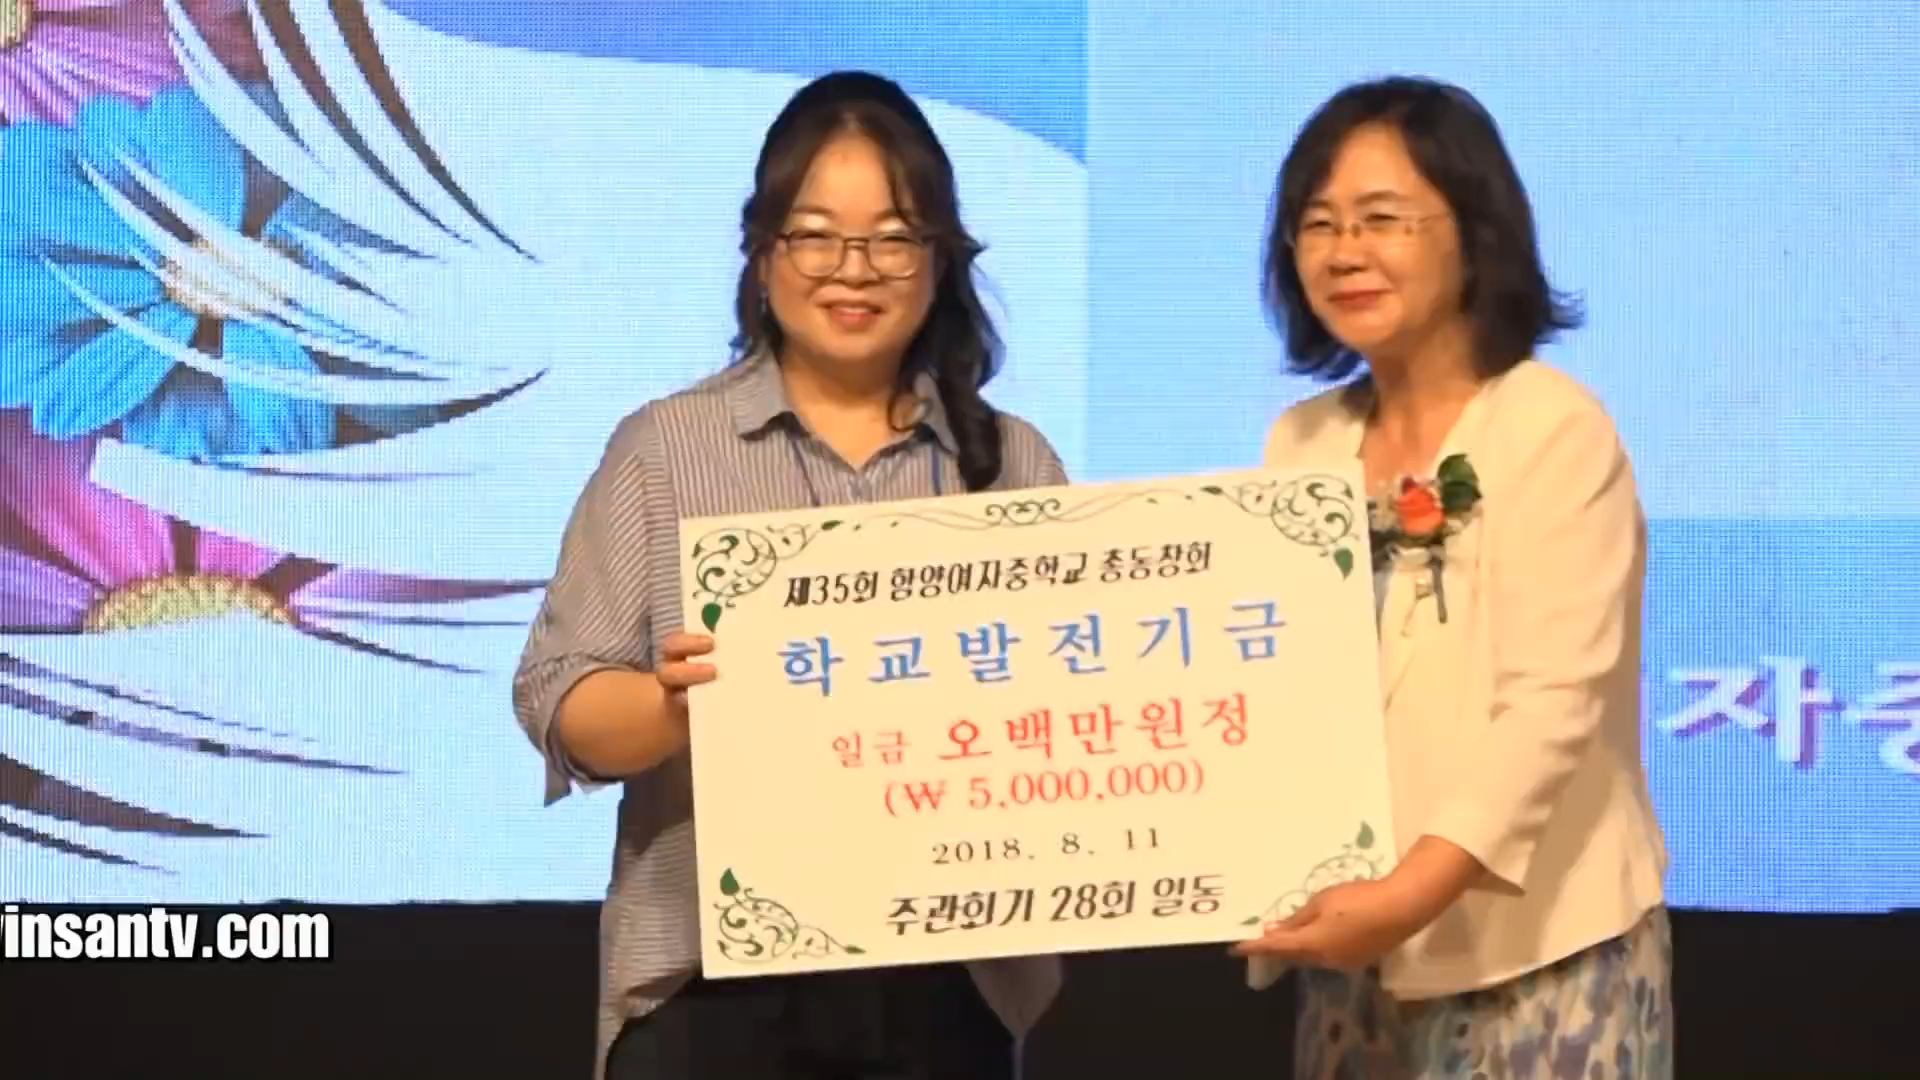 제35회 함양여자중학교 총동창회
학교발전기금
일금 오백만원정
(₩ 5,000,000)
2018. 8. 11
주관회기 28회 일동
자중
insantv.com